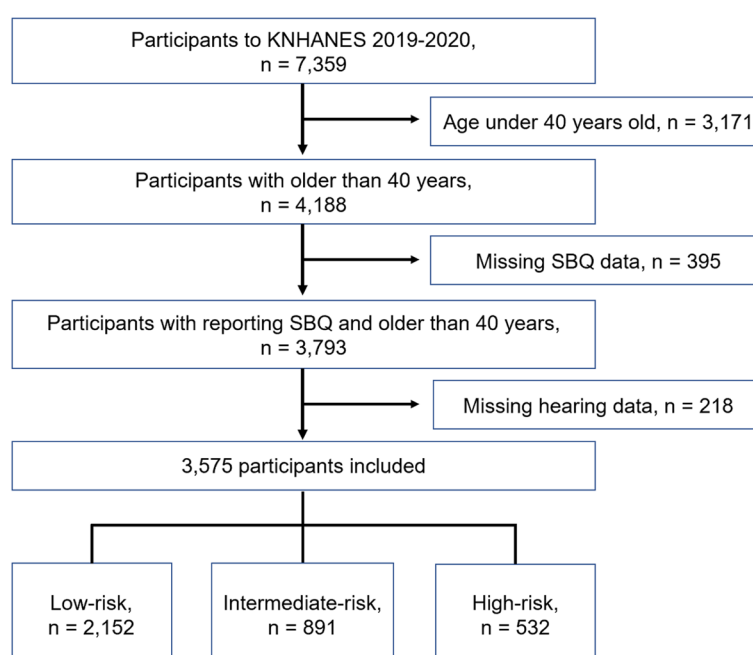 Participants to KNHANES 2019-2020,
n = 7,359
Age under 40 years old, n = 3,171
Participants with older than 40 years,
n = 4,188
Missing SBQ data, n = 395
Participants with reporting SBQ and older than 40 years,
n = 3,793
Missing hearing data, n = 218
3,575 participants included
Low-risk,
n = 2,152
Intermediate-risk,
n = 891
High-risk,
n = 532